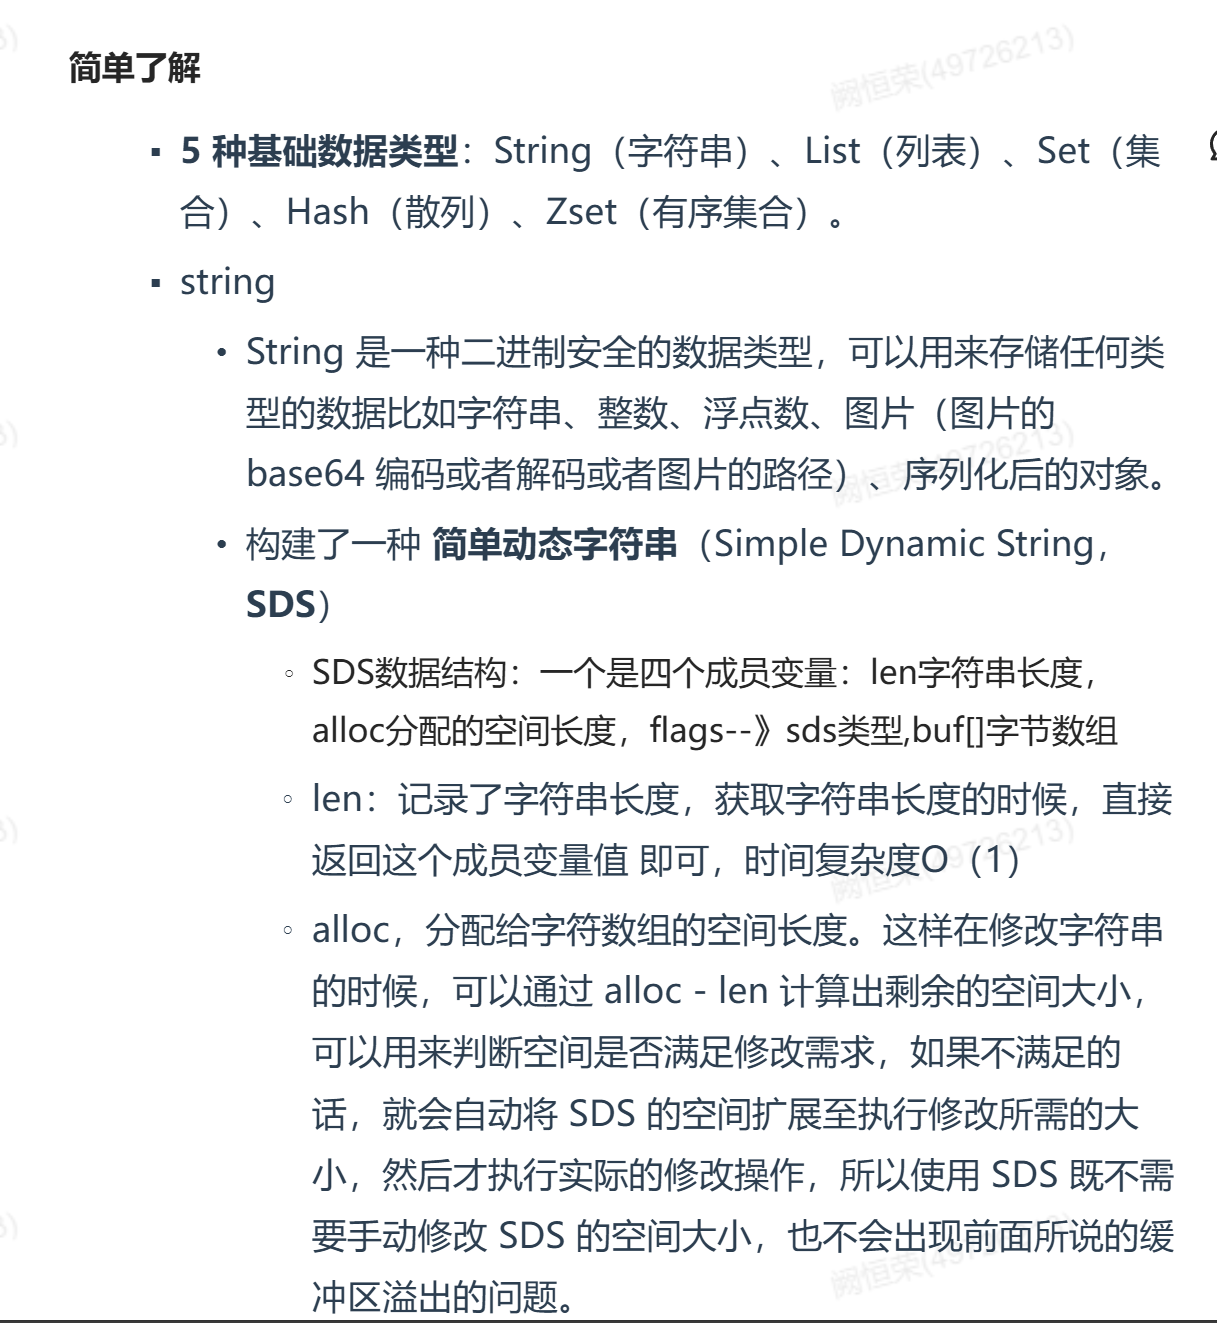 简单了解
阙恒荣(49726213)
▪ 5 种基础数据类型：String（字符串）、List（列表）、Set（集
合）、Hash（散列）、Zset（有序集合）。
▪ string
• String 是一种二进制安全的数据类型，可以用来存储任何类
型的数据比如字符串、整数、浮点数、图片（图片的
base64 编码或者解码或者图片的路径）、序列化后的对象。
阙恒荣(49726213)
• 构建了一种 简单动态字符串（Simple Dynamic String，
SDS）
◦ SDS数据结构：一个是四个成员变量：len字符串长度，
alloc分配的空间长度，flags--》sds类型,buf[]字节数组
◦ len：记录了字符串长度，获取字符串长度的时候，直接
返回这个成员变量值 即可，时间复杂度O（1）
阙恒荣(49726213)
◦ alloc，分配给字符数组的空间长度。这样在修改字符串
的时候，可以通过 alloc - len 计算出剩余的空间大小，
可以用来判断空间是否满足修改需求，如果不满足的
话，就会自动将 SDS 的空间扩展至执行修改所需的大
小，然后才执行实际的修改操作，所以使用 SDS 既不需
要手动修改 SDS 的空间大小，也不会出现前面所说的缓
冲区溢出的问题。
阙恒荣(49726213)